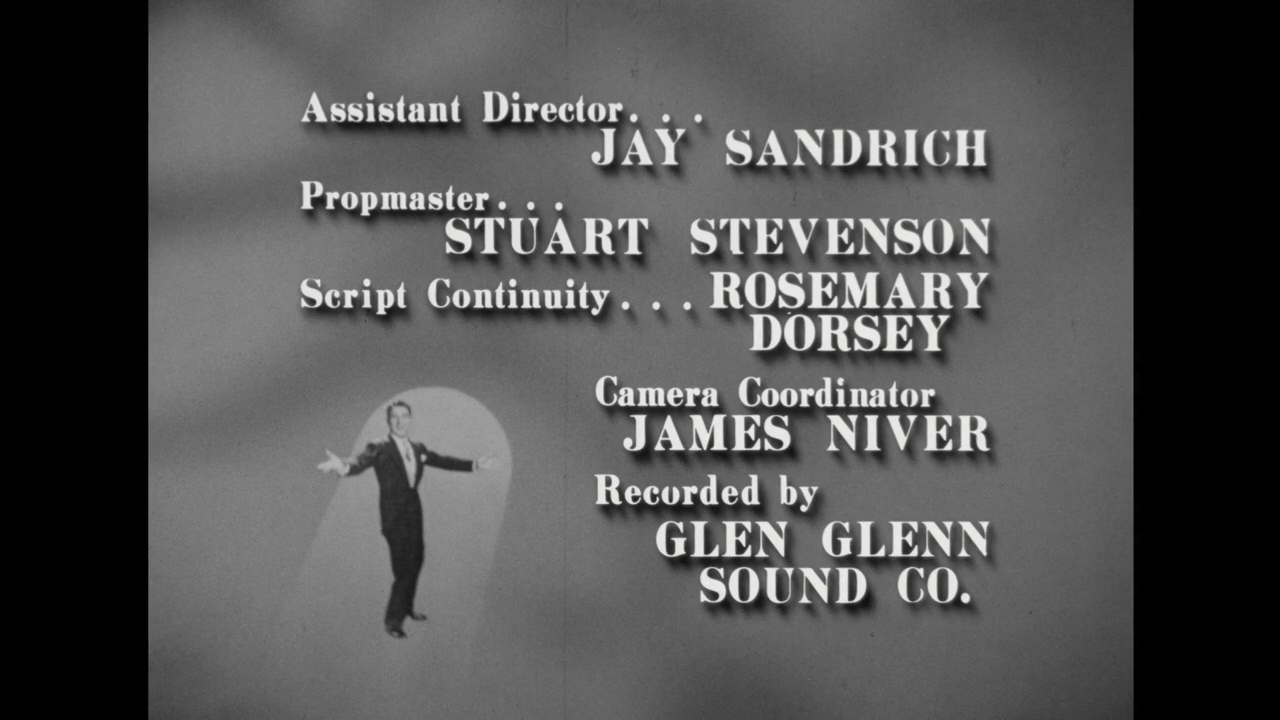 Assistant Director. . .
JAY SANDRICH
Propmaster. . .
STUART STEVENSON
Script Continuity. . . ROSEMARY
DORSEY
Camera Coordinator
JAMES NIVER
Recorded by
GLEN GLENN
SOUND CO.